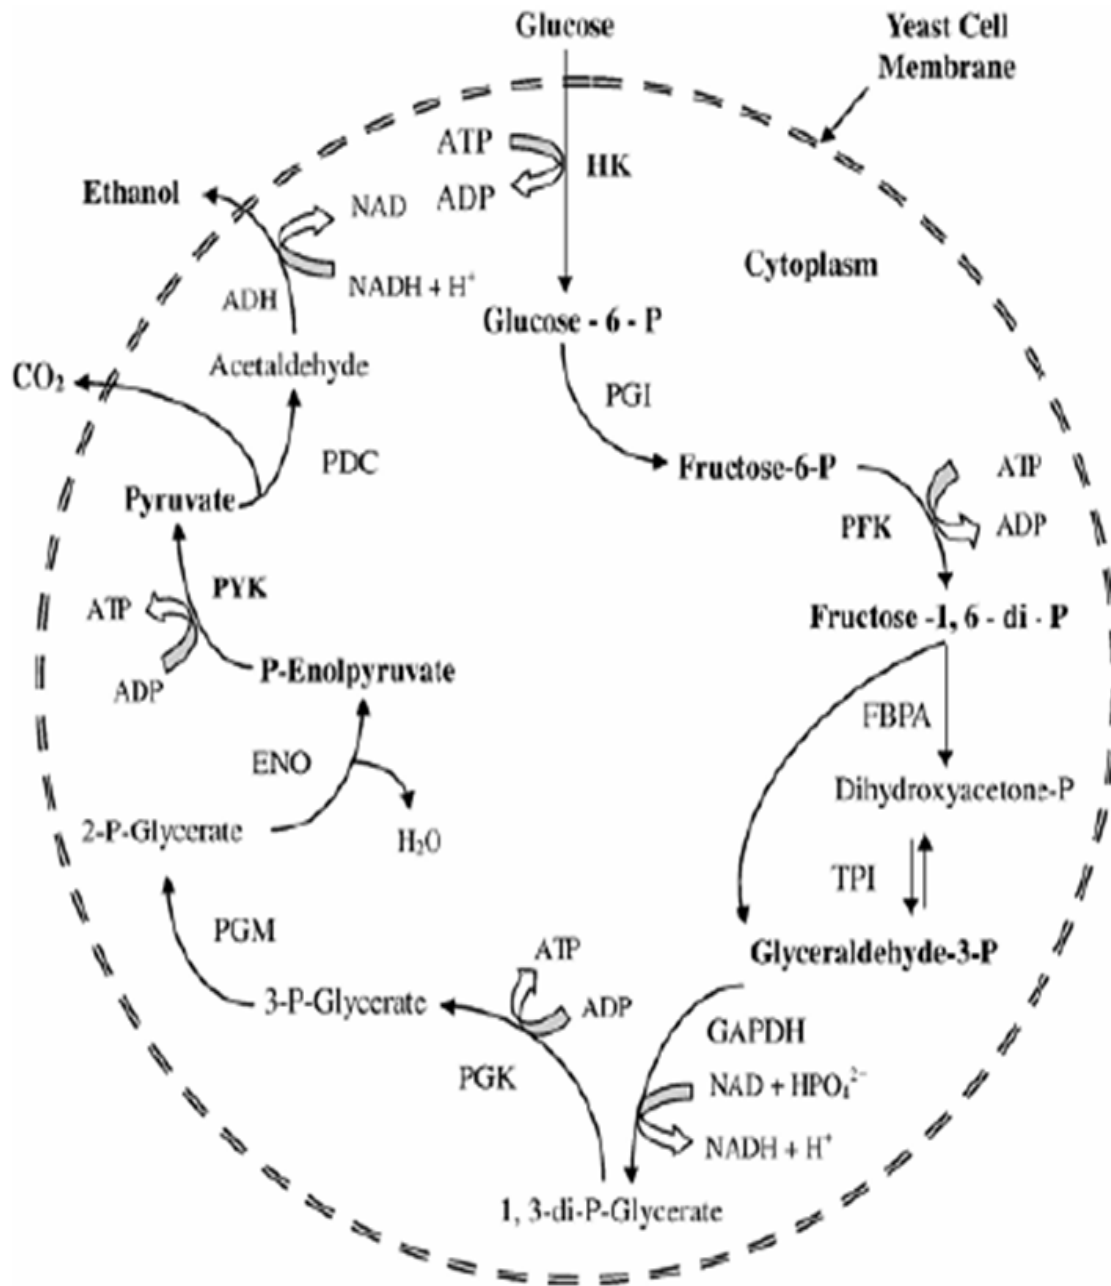 Glucose
Yeast Cell
Membrane
ATP
HK
ADP
Ethanol
NAD
NADH + H⁺
ADH
Cytoplasm
Glucose - 6 - P
Acetaldehyde
CO₂
PGI
PDC
Fructose-6-P
ATP
Pyruvate
PFK
ADP
PYK
ATP
Fructose -1, 6 - di - P
P-Enolpyruvate
ADP
FBPA
ENO
Dihydroxyacetone-P
2-P-Glycerate
H₂O
TPI
PGM
ATP
Glyceraldehyde-3-P
3-P-Glycerate
ADP
GAPDH
PGK
NAD + HPO₄²⁻
NADH + H⁺
1, 3-di-P-Glycerate